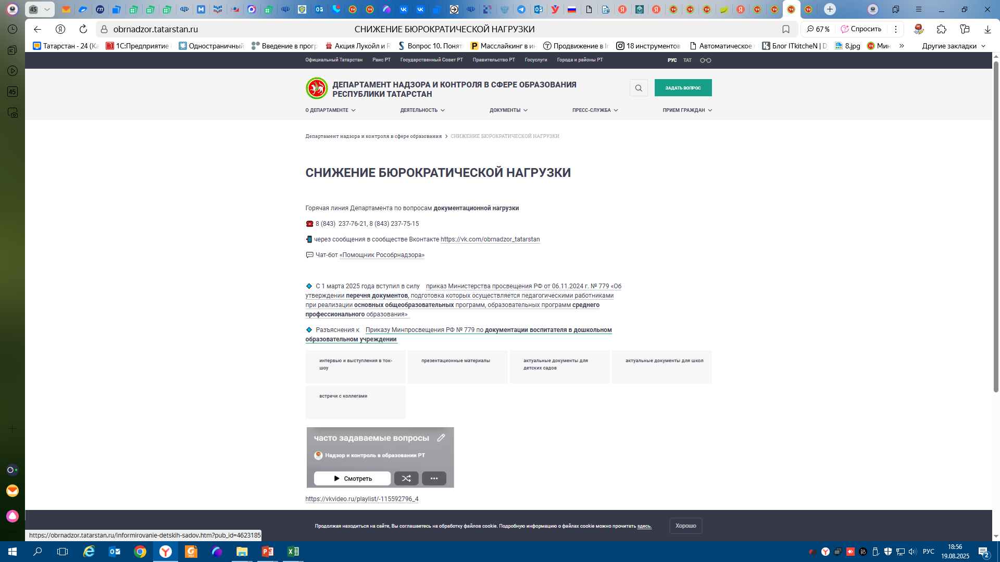 45
obrnadzor.tatarstan.ru
СНИЖЕНИЕ БЮРОКРАТИЧЕСКОЙ НАГРУЗКИ
67 %
Спросить
Татарстан - 24 (Ка
1С:Предприятие
Одностраничный
Введение в прогр
Акция Лукойл и R
Вопрос 10. Понят
Масслайкинг в ин
Продвижение в Ir
18 инструментов
Автоматическое
Блог ITkitcheN | D
8.jpg
Мин
Другие закладки
Официальный Татарстан
Раис РТ
Государственный Совет РТ
Правительство РТ
Госуслуги
Города и районы РТ
РУС
ТАТ
ДЕПАРТАМЕНТ НАДЗОРА И КОНТРОЛЯ В СФЕРЕ ОБРАЗОВАНИЯ
РЕСПУБЛИКИ ТАТАРСТАН
ЗАДАТЬ ВОПРОС
О ДЕПАРТАМЕНТЕ
ДЕЯТЕЛЬНОСТЬ
ДОКУМЕНТЫ
ПРЕСС-СЛУЖБА
ПРИЕМ ГРАЖДАН
45
Департамент надзора и контроля в сфере образования > СНИЖЕНИЕ БЮРОКРАТИЧЕСКОЙ НАГРУЗКИ
СНИЖЕНИЕ БЮРОКРАТИЧЕСКОЙ НАГРУЗКИ
Горячая линия Департамента по вопросам документационной нагрузки
8 (843) 237-76-21, 8 (843) 237-75-15
через сообщения в сообществе Вконтакте https://vk.com/obrnadzor_tatarstan
Чат-бот «Помощник Рособрнадзора»
С 1 марта 2025 года вступил в силу приказ Министерства просвещения РФ от 06.11.2024 г. № 779 «Об
утверждении перечня документов, подготовка которых осуществляется педагогическими работниками
при реализации основных общеобразовательных программ, образовательных программ среднего
профессионального образования»
Разъяснения к Приказу Минпросвещения РФ № 779 по документации воспитателя в дошкольном
образовательном учреждении
интервью и выступления в ток-
шоу
презентационные материалы
актуальные документы для
детских садов
актуальные документы для школ
встречи с коллегами
часто задаваемые вопросы
Надзор и контроль в образовании РТ
Смотреть
https://vkvideo.ru/playlist/-115592796_4
Продолжая находиться на сайте, Вы соглашаетесь на обработку файлов cookie. Подробную информацию о файлах cookie можно прочитать здесь.
Хорошо
https://obrnadzor.tatarstan.ru/informirovanie-detskih-sadov.htm?pub_id=4623185
РУС
18:56
19.08.2025
2